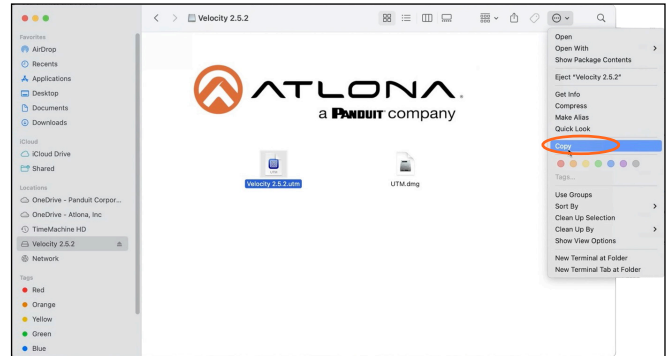 Velocity 2.5.2
Favorites
AirDrop
Recents
Applications
Desktop
Documents
Downloads
iCloud
iCloud Drive
Shared
Locations
OneDrive - Panduit Corpor...
OneDrive - Atlona, Inc
TimeMachine HD
Velocity 2.5.2
Network
Tags
Red
Orange
Yellow
Green
Blue
ATLONA.
a PANDUIT company
UTM
Velocity 2.5.2.utm
UTM.dmg
Open
Open With
Show Package Contents
Eject "Velocity 2.5.2"
Get Info
Compress
Make Alias
Quick Look
Copy
Tags...
Use Groups
Sort By
Clean Up Selection
Clean Up By
Show View Options
New Terminal at Folder
New Terminal Tab at Folder